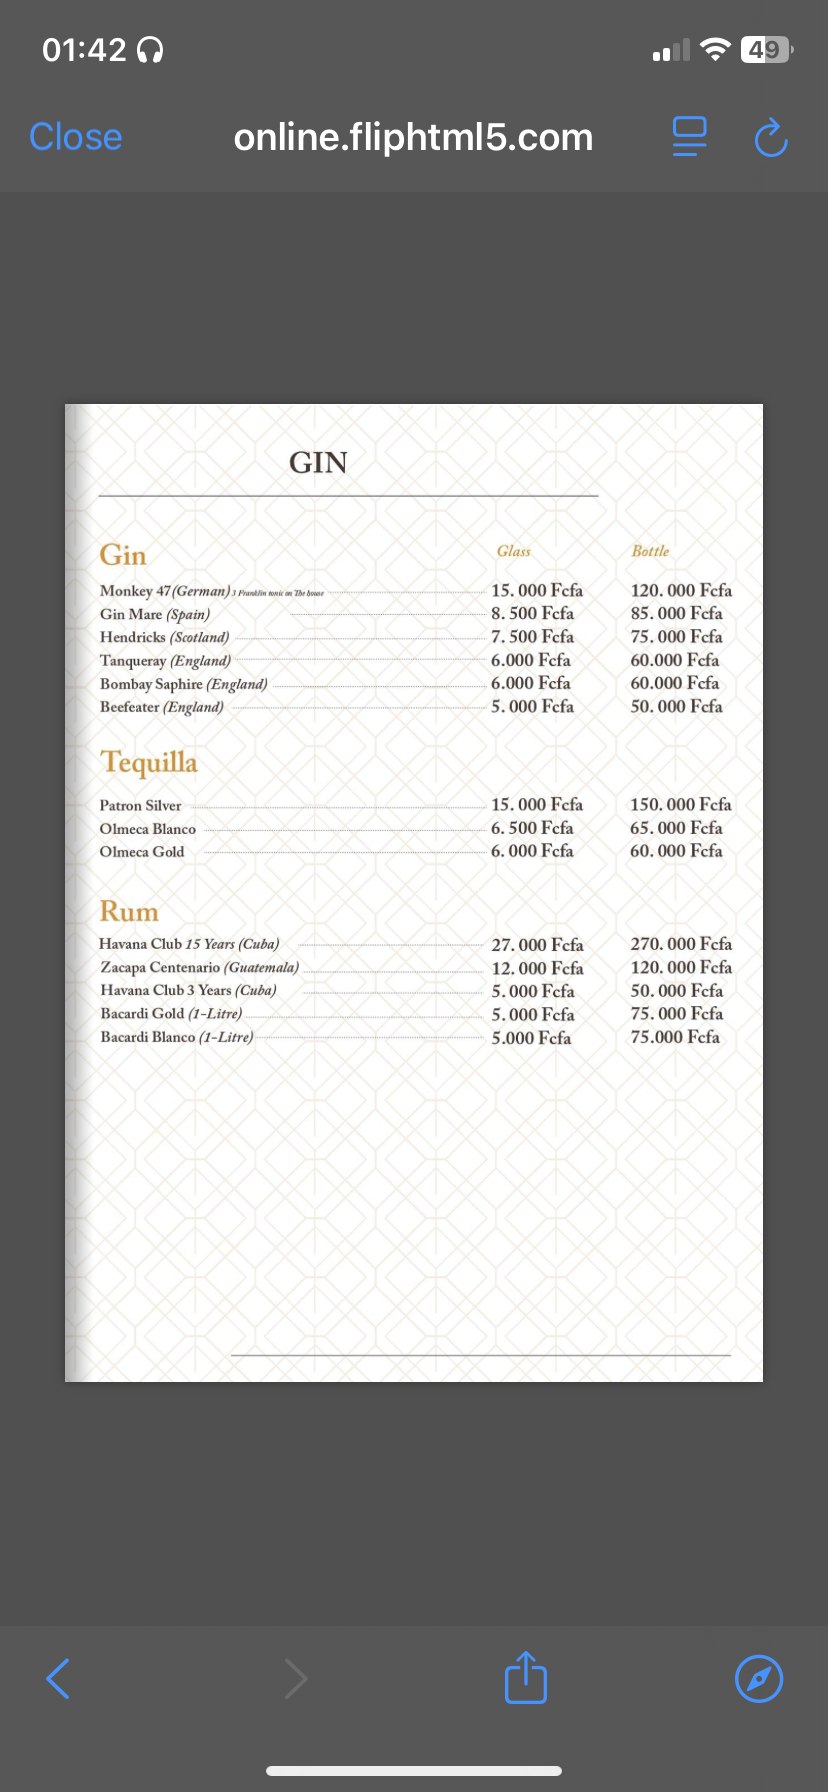 01:42
49
Close online.fliphtml5.com
GIN
Gin Glass Bottle
Monkey 47 (German) 3 Franklin tonic on The house 15. 000 Fcfa 120. 000 Fcfa
Gin Mare (Spain) 8. 500 Fcfa 85. 000 Fcfa
Hendricks (Scotland) 7. 500 Fcfa 75. 000 Fcfa
Tanqueray (England) 6.000 Fcfa 60.000 Fcfa
Bombay Saphire (England) 6.000 Fcfa 60.000 Fcfa
Beefeater (England) 5. 000 Fcfa 50. 000 Fcfa
Tequilla
Patron Silver 15. 000 Fcfa 150. 000 Fcfa
Olmeca Blanco 6. 500 Fcfa 65. 000 Fcfa
Olmeca Gold 6. 000 Fcfa 60. 000 Fcfa
Rum
Havana Club 15 Years (Cuba) 27. 000 Fcfa 270. 000 Fcfa
Zacapa Centenario (Guatemala) 12. 000 Fcfa 120. 000 Fcfa
Havana Club 3 Years (Cuba) 5. 000 Fcfa 50. 000 Fcfa
Bacardi Gold (1-Litre) 5. 000 Fcfa 75. 000 Fcfa
Bacardi Blanco (1-Litre) 5.000 Fcfa 75.000 Fcfa